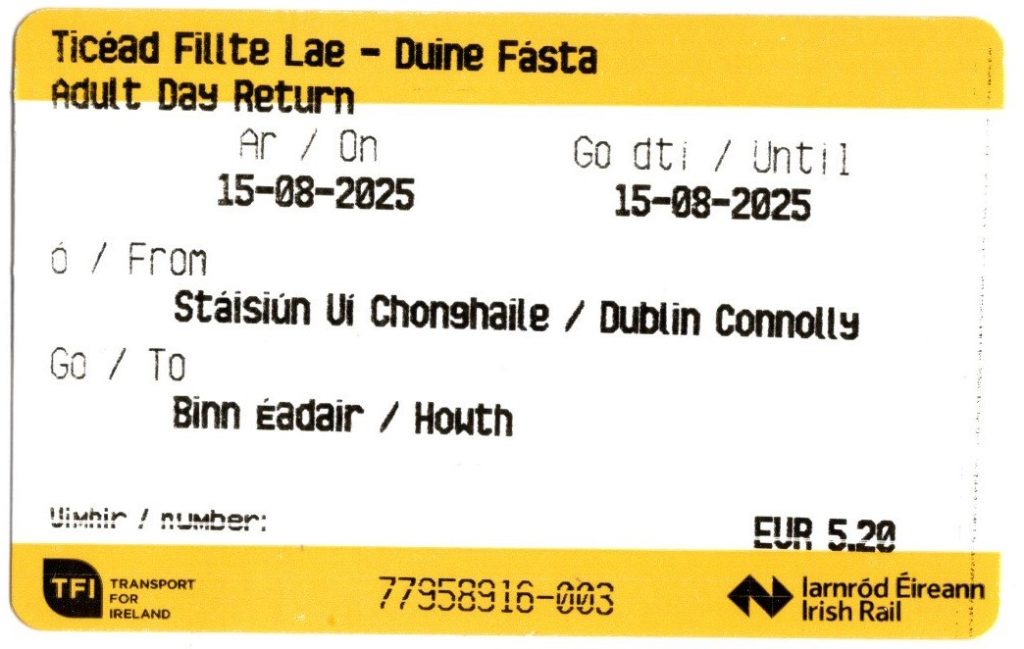 Ticéad Fillte Lae - Duine Fásta
Adult Day Return
Ar / On
15-08-2025
Go dtí / Until
15-08-2025
ó / From
Stáisiún Uí Chonghaile / Dublin Connolly
Go / To
Binn Éadair / Howth
Uimhir / number:
EUR 5.20
TFI
TRANSPORT
FOR
IRELAND
77958916-003
Iarnród Éireann
Irish Rail